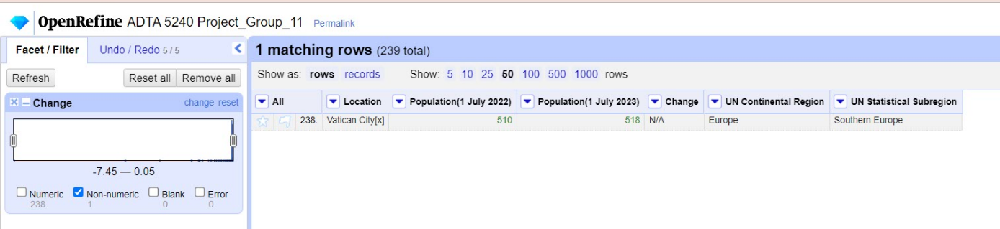 OpenRefine ADTA 5240 Project_Group_11 Permalink
Facet / Filter Undo / Redo 5 / 5
Refresh Reset all Remove all
Change change reset
-7.45 — 0.05
Numeric Non-numeric Blank Error
238 1 0 0
1 matching rows (239 total)
Show as: rows records Show: 5 10 25 50 100 500 1000 rows
All Location Population(1 July 2022) Population(1 July 2023) Change UN Continental Region UN Statistical Subregion
238. Vatican City[x] 510 518 N/A Europe Southern Europe